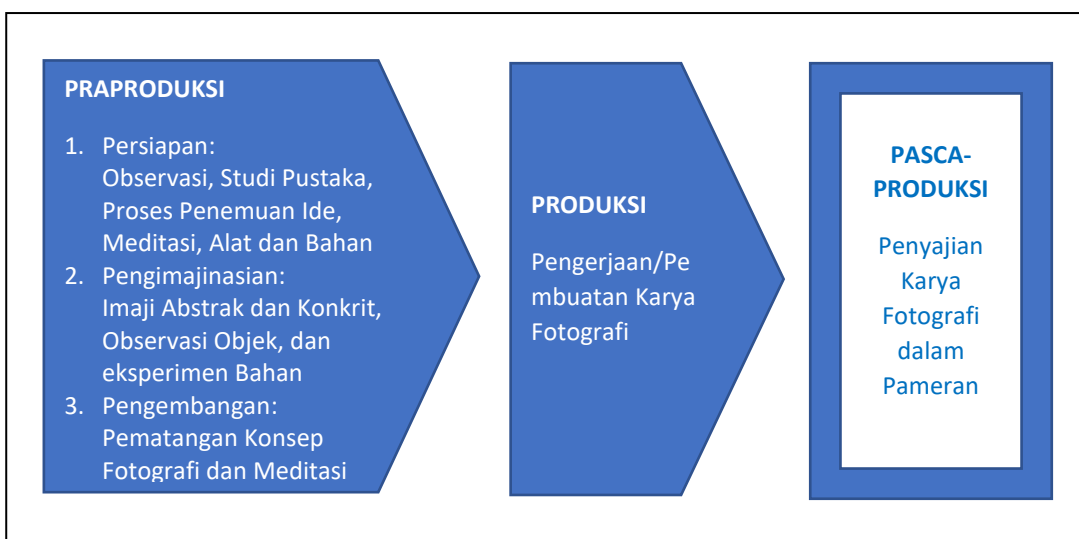 PRAPRODUKSI
1. Persiapan:
Observasi, Studi Pustaka,
Proses Penemuan Ide,
Meditasi, Alat dan Bahan
2. Pengimajinasian:
Imaji Abstrak dan Konkrit,
Observasi Objek, dan
eksperimen Bahan
3. Pengembangan:
Pematangan Konsep
Fotografi dan Meditasi
PRODUKSI
Pengerjaan/Pe
mbuatan Karya
Fotografi
PASCA-
PRODUKSI
Penyajian
Karya
Fotografi
dalam
Pameran